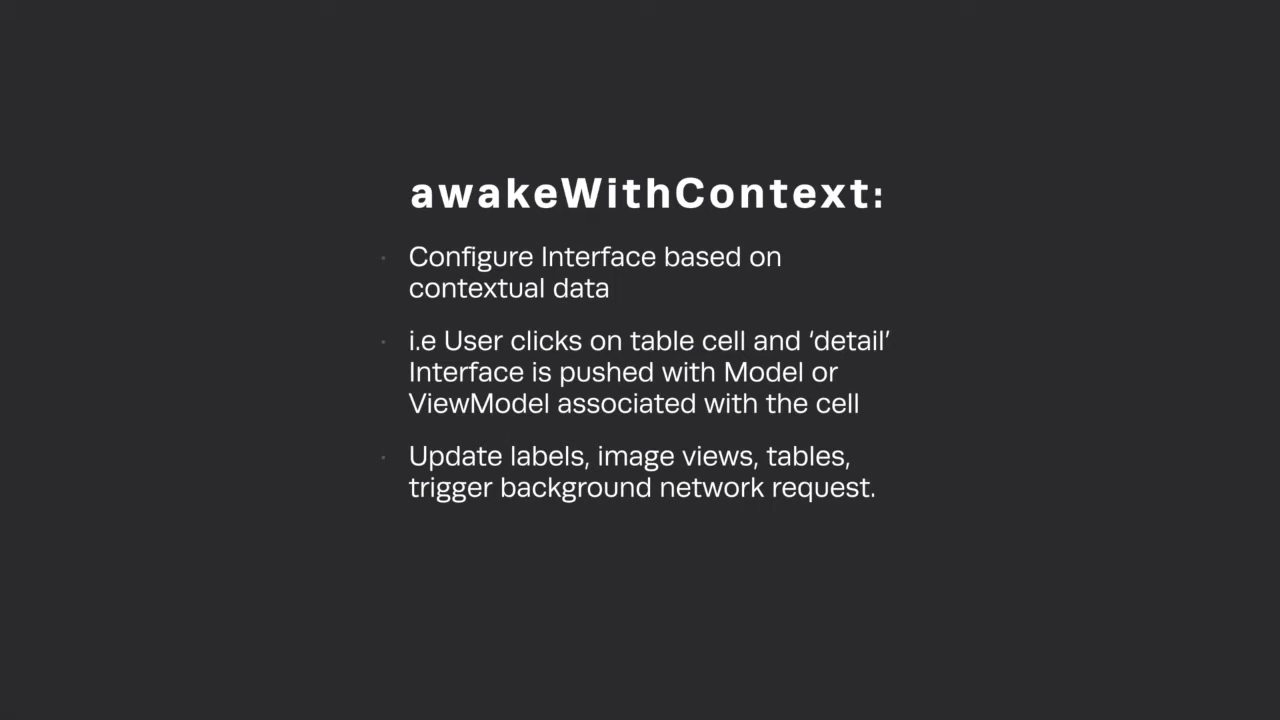 awakeWithContext:
· Configure Interface based on
contextual data
· i.e User clicks on table cell and ‘detail’
Interface is pushed with Model or
ViewModel associated with the cell
· Update labels, image views, tables,
trigger background network request.